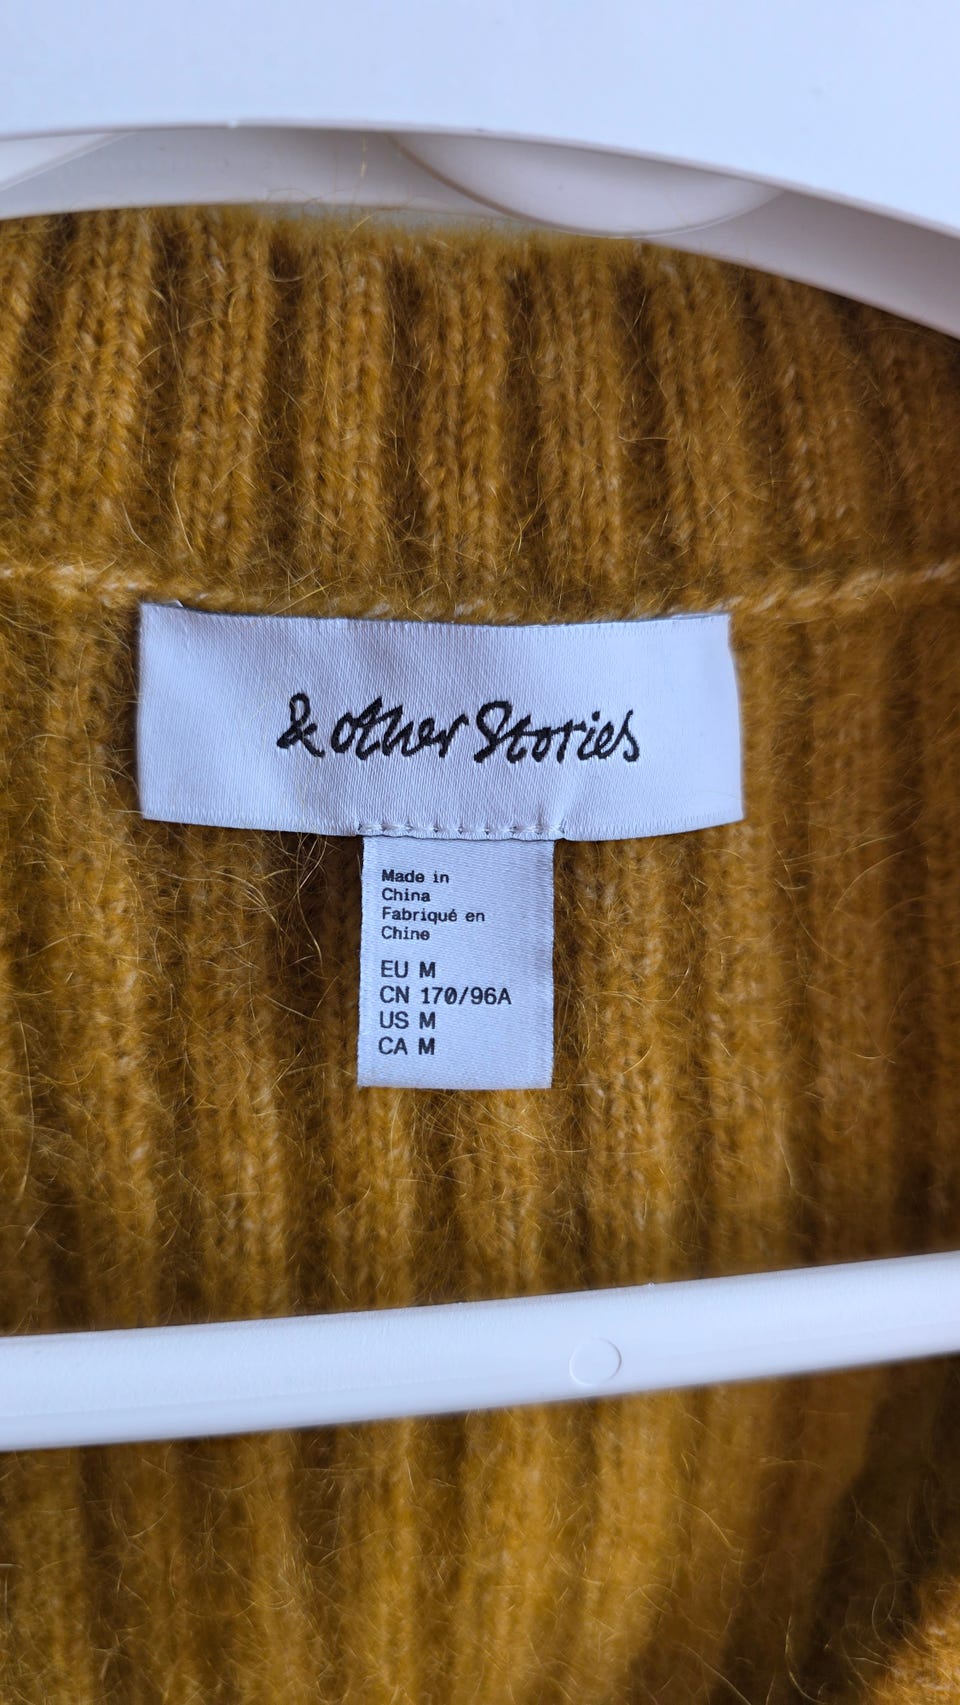 & other Stories
Made in
China
Fabriqué en
Chine
EU M
CN 170/96A
US M
CA M